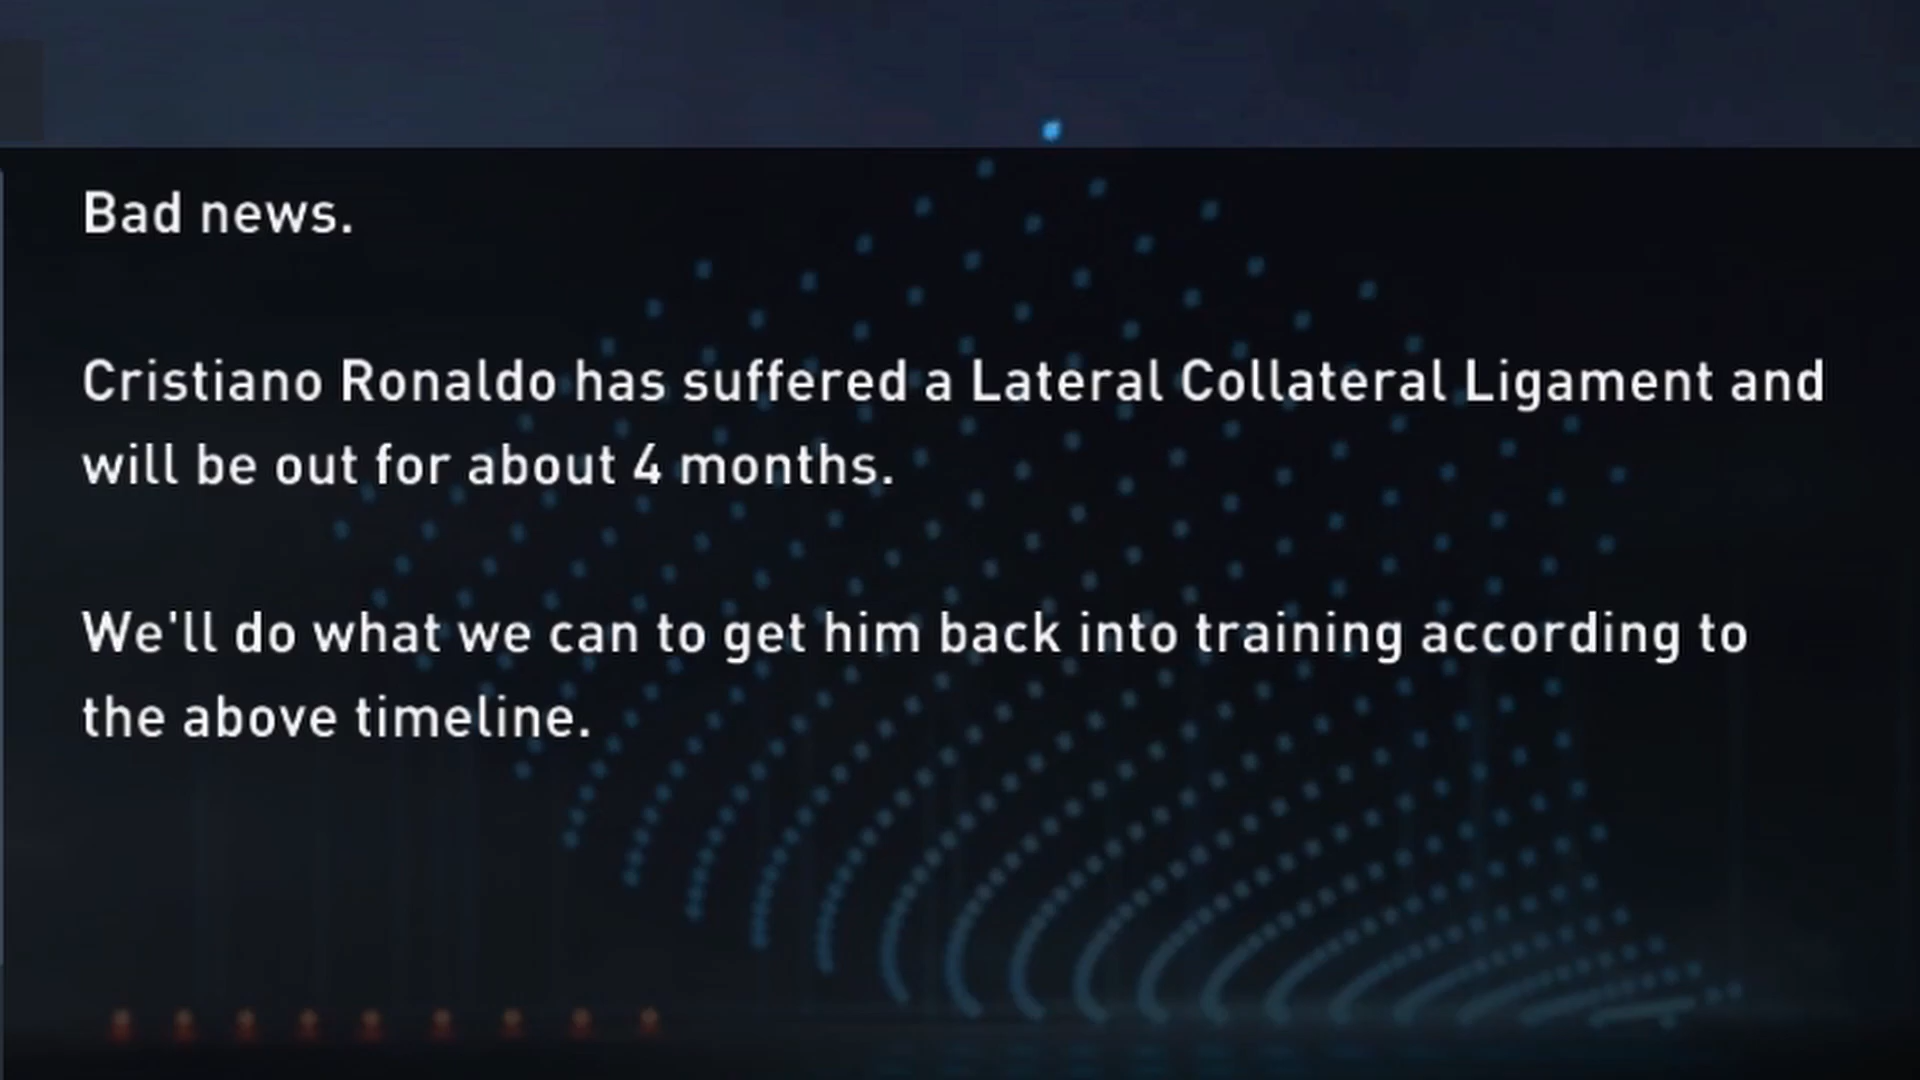 Bad news.
Cristiano Ronaldo has suffered a Lateral Collateral Ligament and
will be out for about 4 months.
We'll do what we can to get him back into training according to
the above timeline.